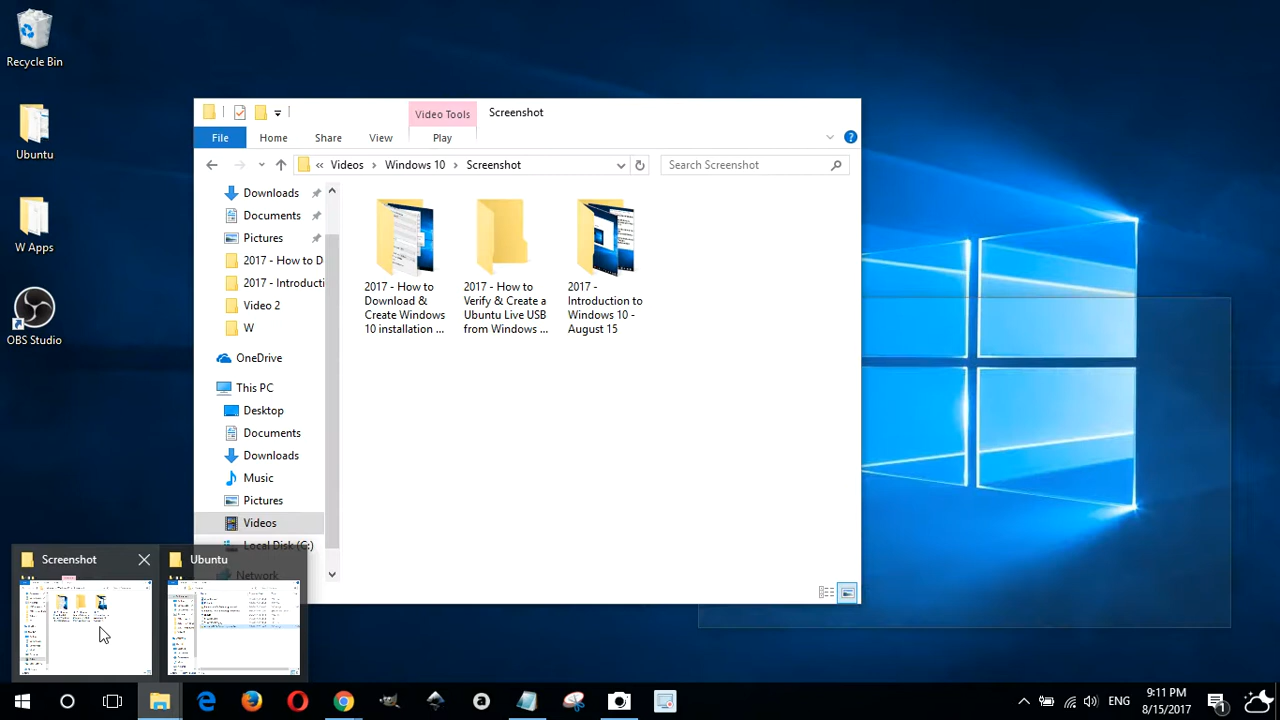 Recycle Bin
Ubuntu
W Apps
OBS Studio
Video Tools
Screenshot
File
Home
Share
View
Play
« Videos > Windows 10 > Screenshot
Search Screenshot
Downloads
Documents
Pictures
2017 - How to D
2017 - Introducti
Video 2
W
OneDrive
This PC
Desktop
Documents
Downloads
Music
Pictures
Videos
Local Disk (C:)
Network
2017 - How to
Download &
Create Windows
10 installation ...
2017 - How to
Verify & Create a
Ubuntu Live USB
from Windows ...
2017 -
Introduction to
Windows 10 -
August 15
Screenshot
Ubuntu
ENG
9:11 PM
8/15/2017
1